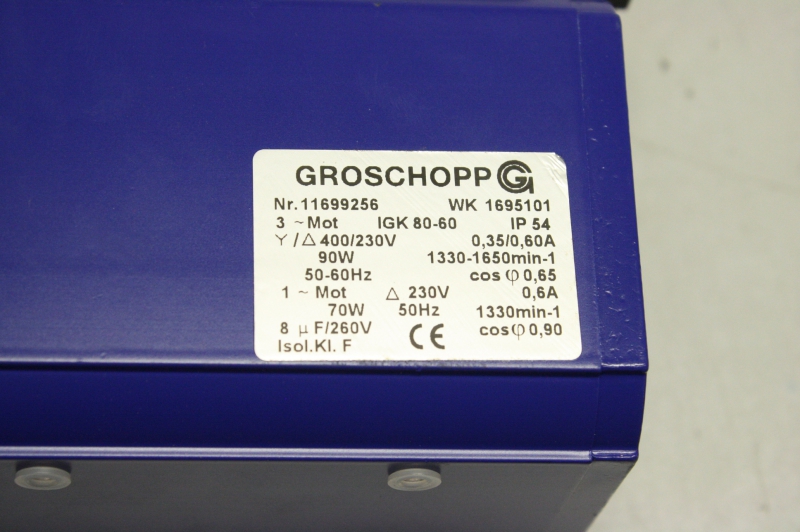 GROSCHOPP G
Nr.11699256 WK 1695101
3 ~ Mot IGK 80-60 IP 54
Y/△ 400/230V 0,35/0,60A
90W 1330-1650min-1
50-60Hz cos φ 0,65
1 ~ Mot △ 230V 0,6A
70W 50Hz 1330min-1
8 µF/260V CE cosφ 0,90
Isol.Kl. F